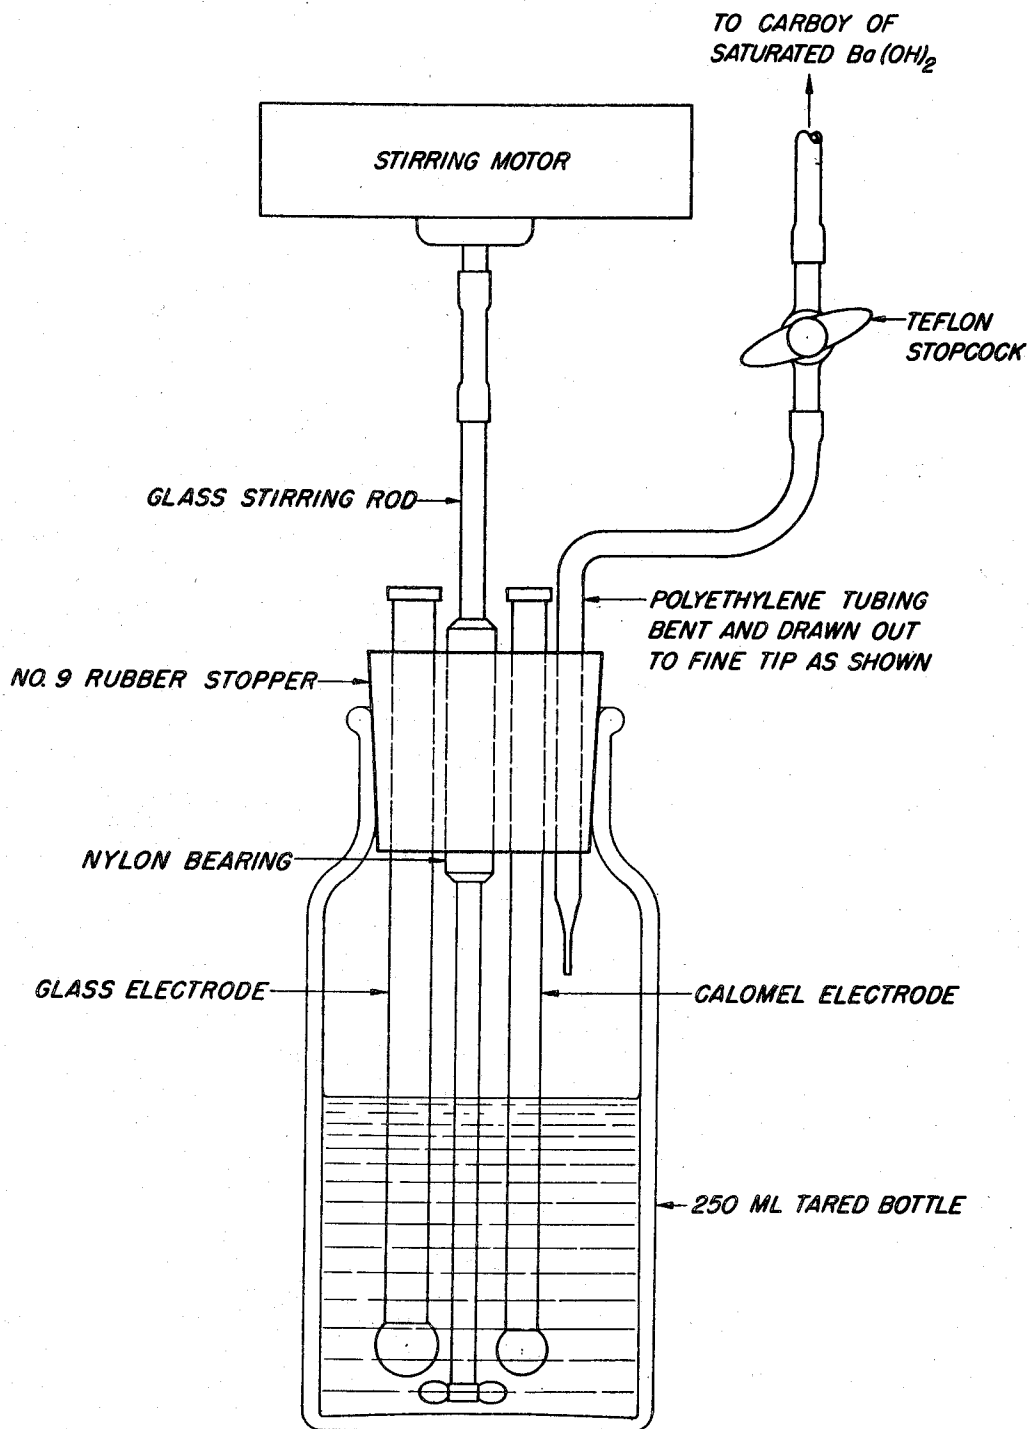 TO CARBOY OF
SATURATED Ba(OH)2
STIRRING MOTOR
TEFLON
STOPCOCK
GLASS STIRRING ROD
POLYETHYLENE TUBING
BENT AND DRAWN OUT
TO FINE TIP AS SHOWN
NO. 9 RUBBER STOPPER
NYLON BEARING
GLASS ELECTRODE
CALOMEL ELECTRODE
250 ML TARED BOTTLE